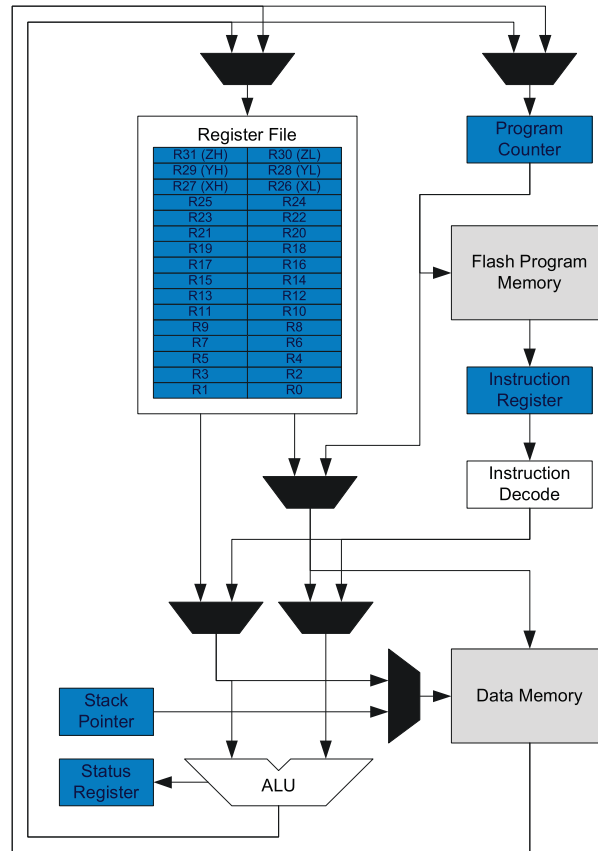 Program
Counter
Register File
R31 (ZH) R30 (ZL)
R29 (YH) R28 (YL)
R27 (XH) R26 (XL)
R25 R24
R23 R22
R21 R20
R19 R18
R17 R16
R15 R14
R13 R12
R11 R10
R9 R8
R7 R6
R5 R4
R3 R2
R1 R0
Flash Program
Memory
Instruction
Register
Instruction
Decode
Stack
Pointer
Data Memory
Status
Register
ALU